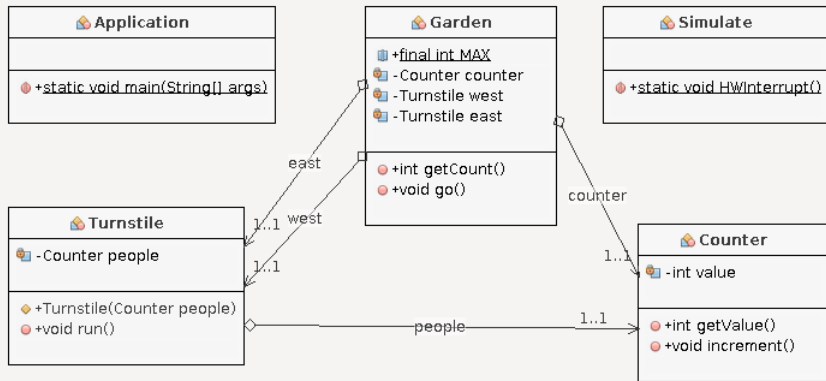 Application
+static void main(String[] args)
Garden
+final int MAX
-Counter counter
-Turnstile west
-Turnstile east
+int getCount()
+void go()
Simulate
+static void HWInterrupt()
east
1..1
west
1..1
counter
1..1
Turnstile
-Counter people
+Turnstile(Counter people)
+void run()
people
1..1
Counter
-int value
+int getValue()
+void increment()